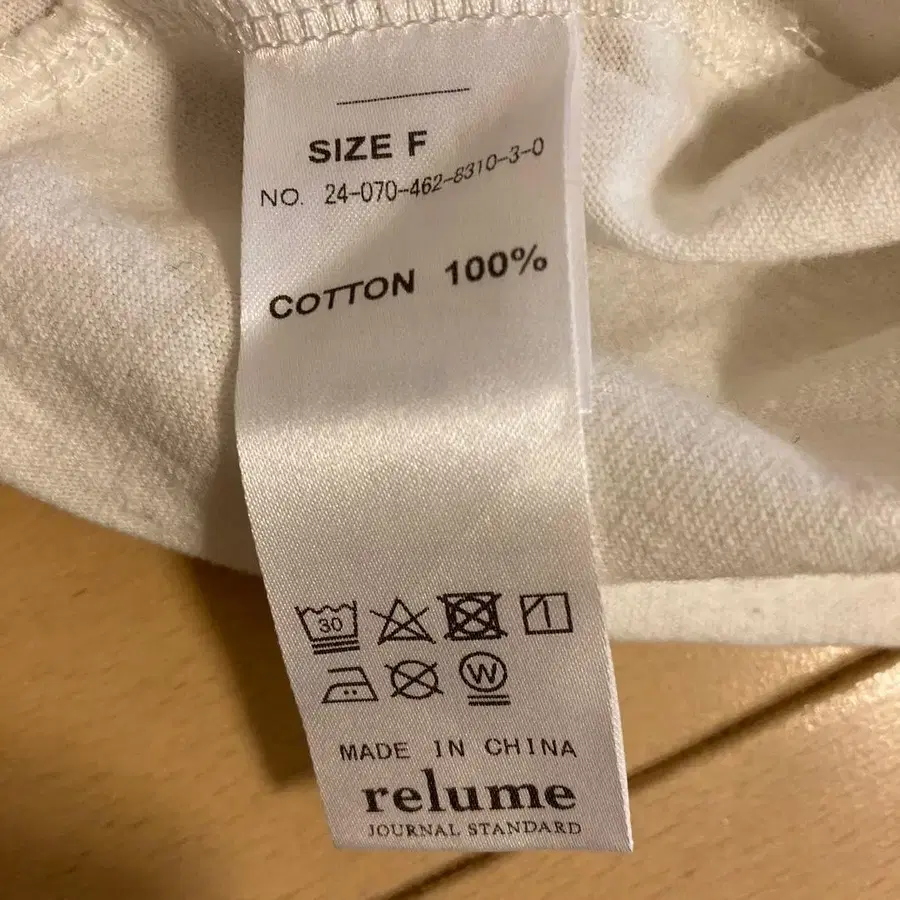 SIZE F
NO. 24-070-462-8310-3-0
COTTON 100%
30
W
MADE IN CHINA
relume
JOURNAL STANDARD